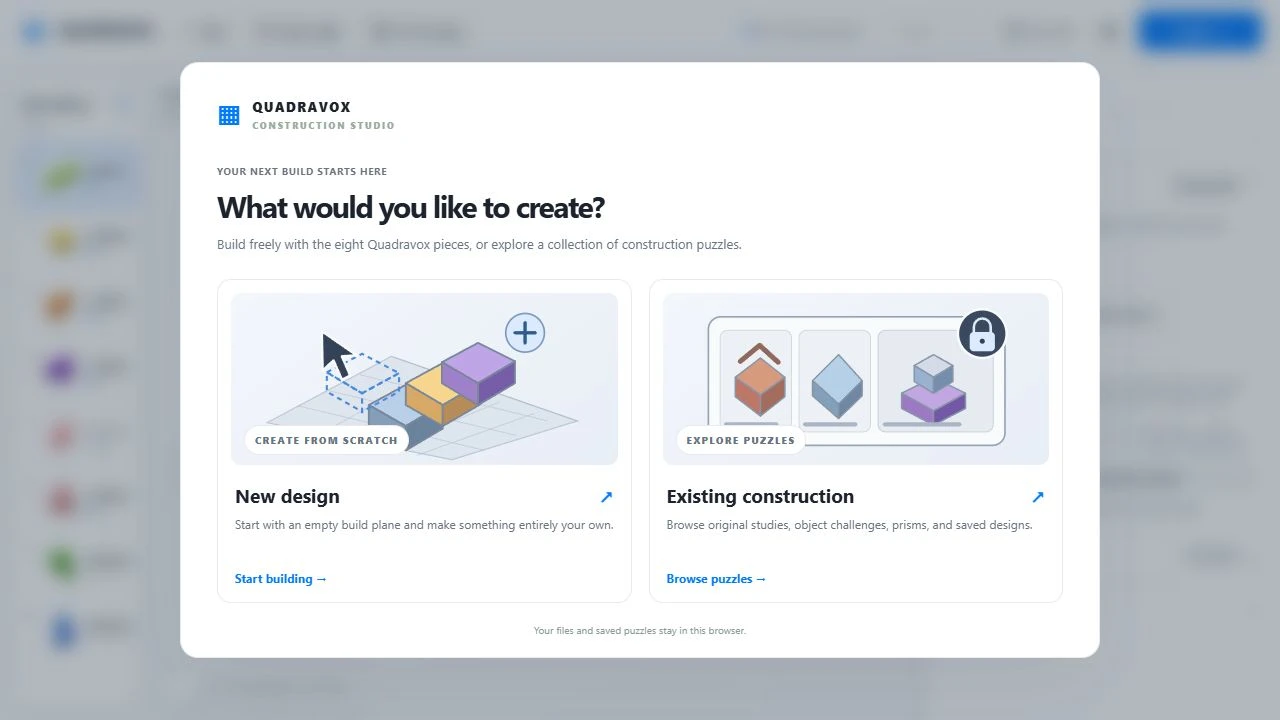 QUADRAVOX
CONSTRUCTION STUDIO
YOUR NEXT BUILD STARTS HERE
What would you like to create?
Build freely with the eight Quadravox pieces, or explore a collection of construction puzzles.
CREATE FROM SCRATCH
New design ↗
Start with an empty build plane and make something entirely your own.
Start building →
EXPLORE PUZZLES
Existing construction ↗
Browse original studies, object challenges, prisms, and saved designs.
Browse puzzles →
Your files and saved puzzles stay in this browser.